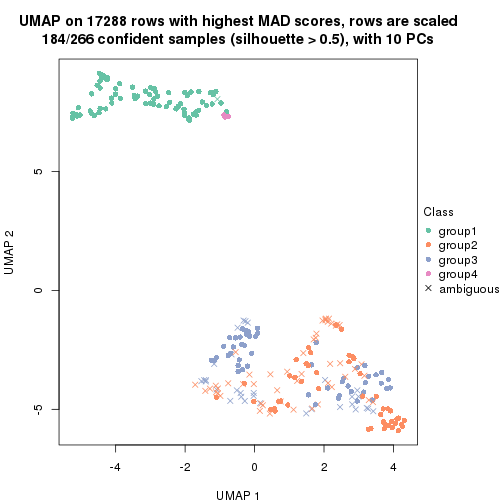 UMAP on 17288 rows with highest MAD scores, rows are scaled
184/266 confident samples (silhouette > 0.5), with 10 PCs
5
0
-5
UMAP 2
-4
-2
0
2
4
UMAP 1
Class
group1
group2
group3
group4
ambiguous